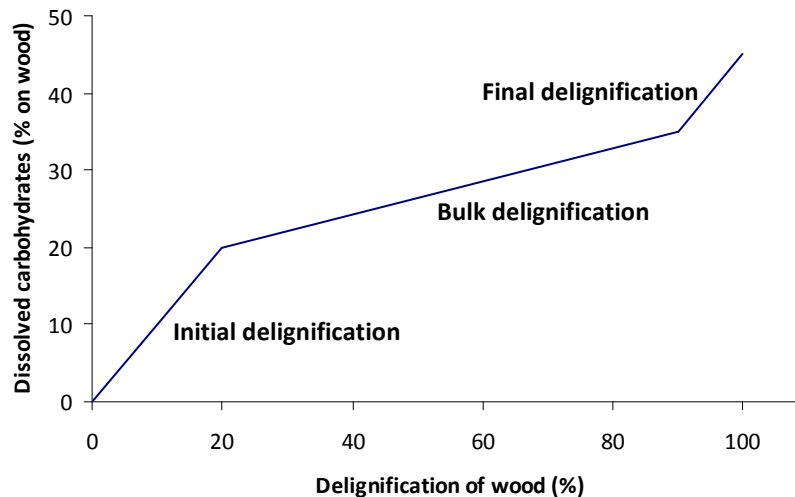 Dissolved carbohydrates (% on wood)
50
40
30
20
10
0
Final delignification
Bulk delignification
Initial delignification
0 20 40 60 80 100
Delignification of wood (%)